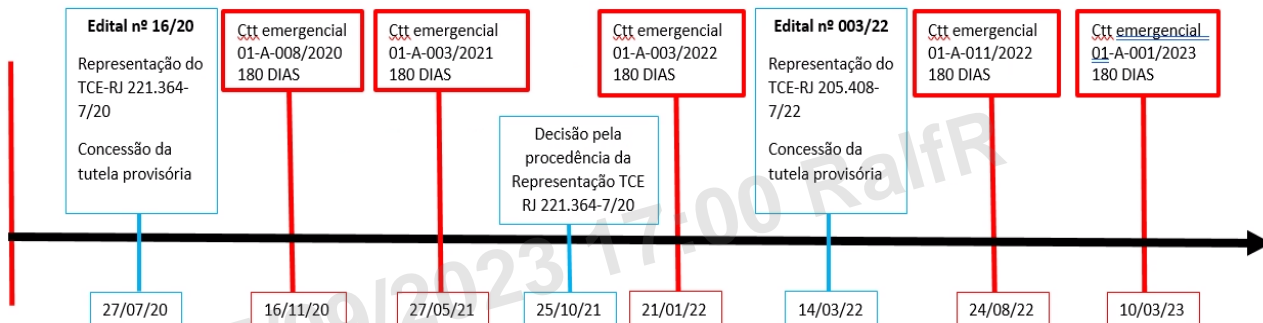 Edital nº 16/20
Representação do
TCE-RJ 221.364-
7/20
Concessão da
tutela provisória
Ctt emergencial
01-A-008/2020
180 DIAS
Ctt emergencial
01-A-003/2021
180 DIAS
Decisão pela
procedência da
Representação TCE
RJ 221.364-7/20
Ctt emergencial
01-A-003/2022
180 DIAS
Edital nº 003/22
Representação do
TCE-RJ 205.408-
7/22
Concessão da
tutela provisória
Ctt emergencial
01-A-011/2022
180 DIAS
Ctt emergencial
01-A-001/2023
180 DIAS
27/07/20
16/11/20
27/05/21
25/10/21
21/01/22
14/03/22
24/08/22
10/03/23
/09/2023 17:00 RalfR